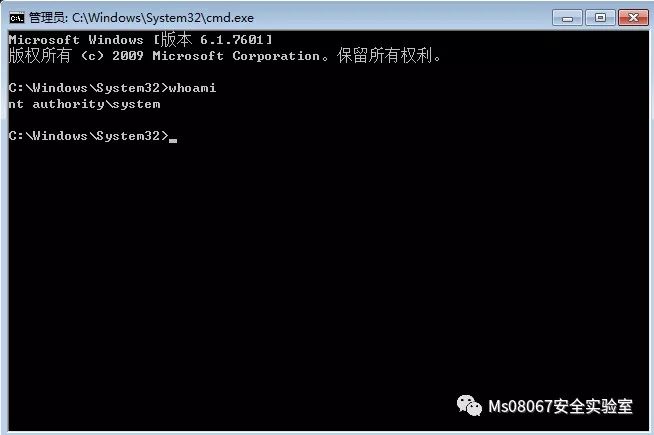 管理员: C:\Windows\System32\cmd.exe
Microsoft Windows [版本 6.1.7601]
版权所有 (c) 2009 Microsoft Corporation。保留所有权利。
C:\Windows\System32>whoami
nt authority\system
C:\Windows\System32>_
Ms08067安全实验室